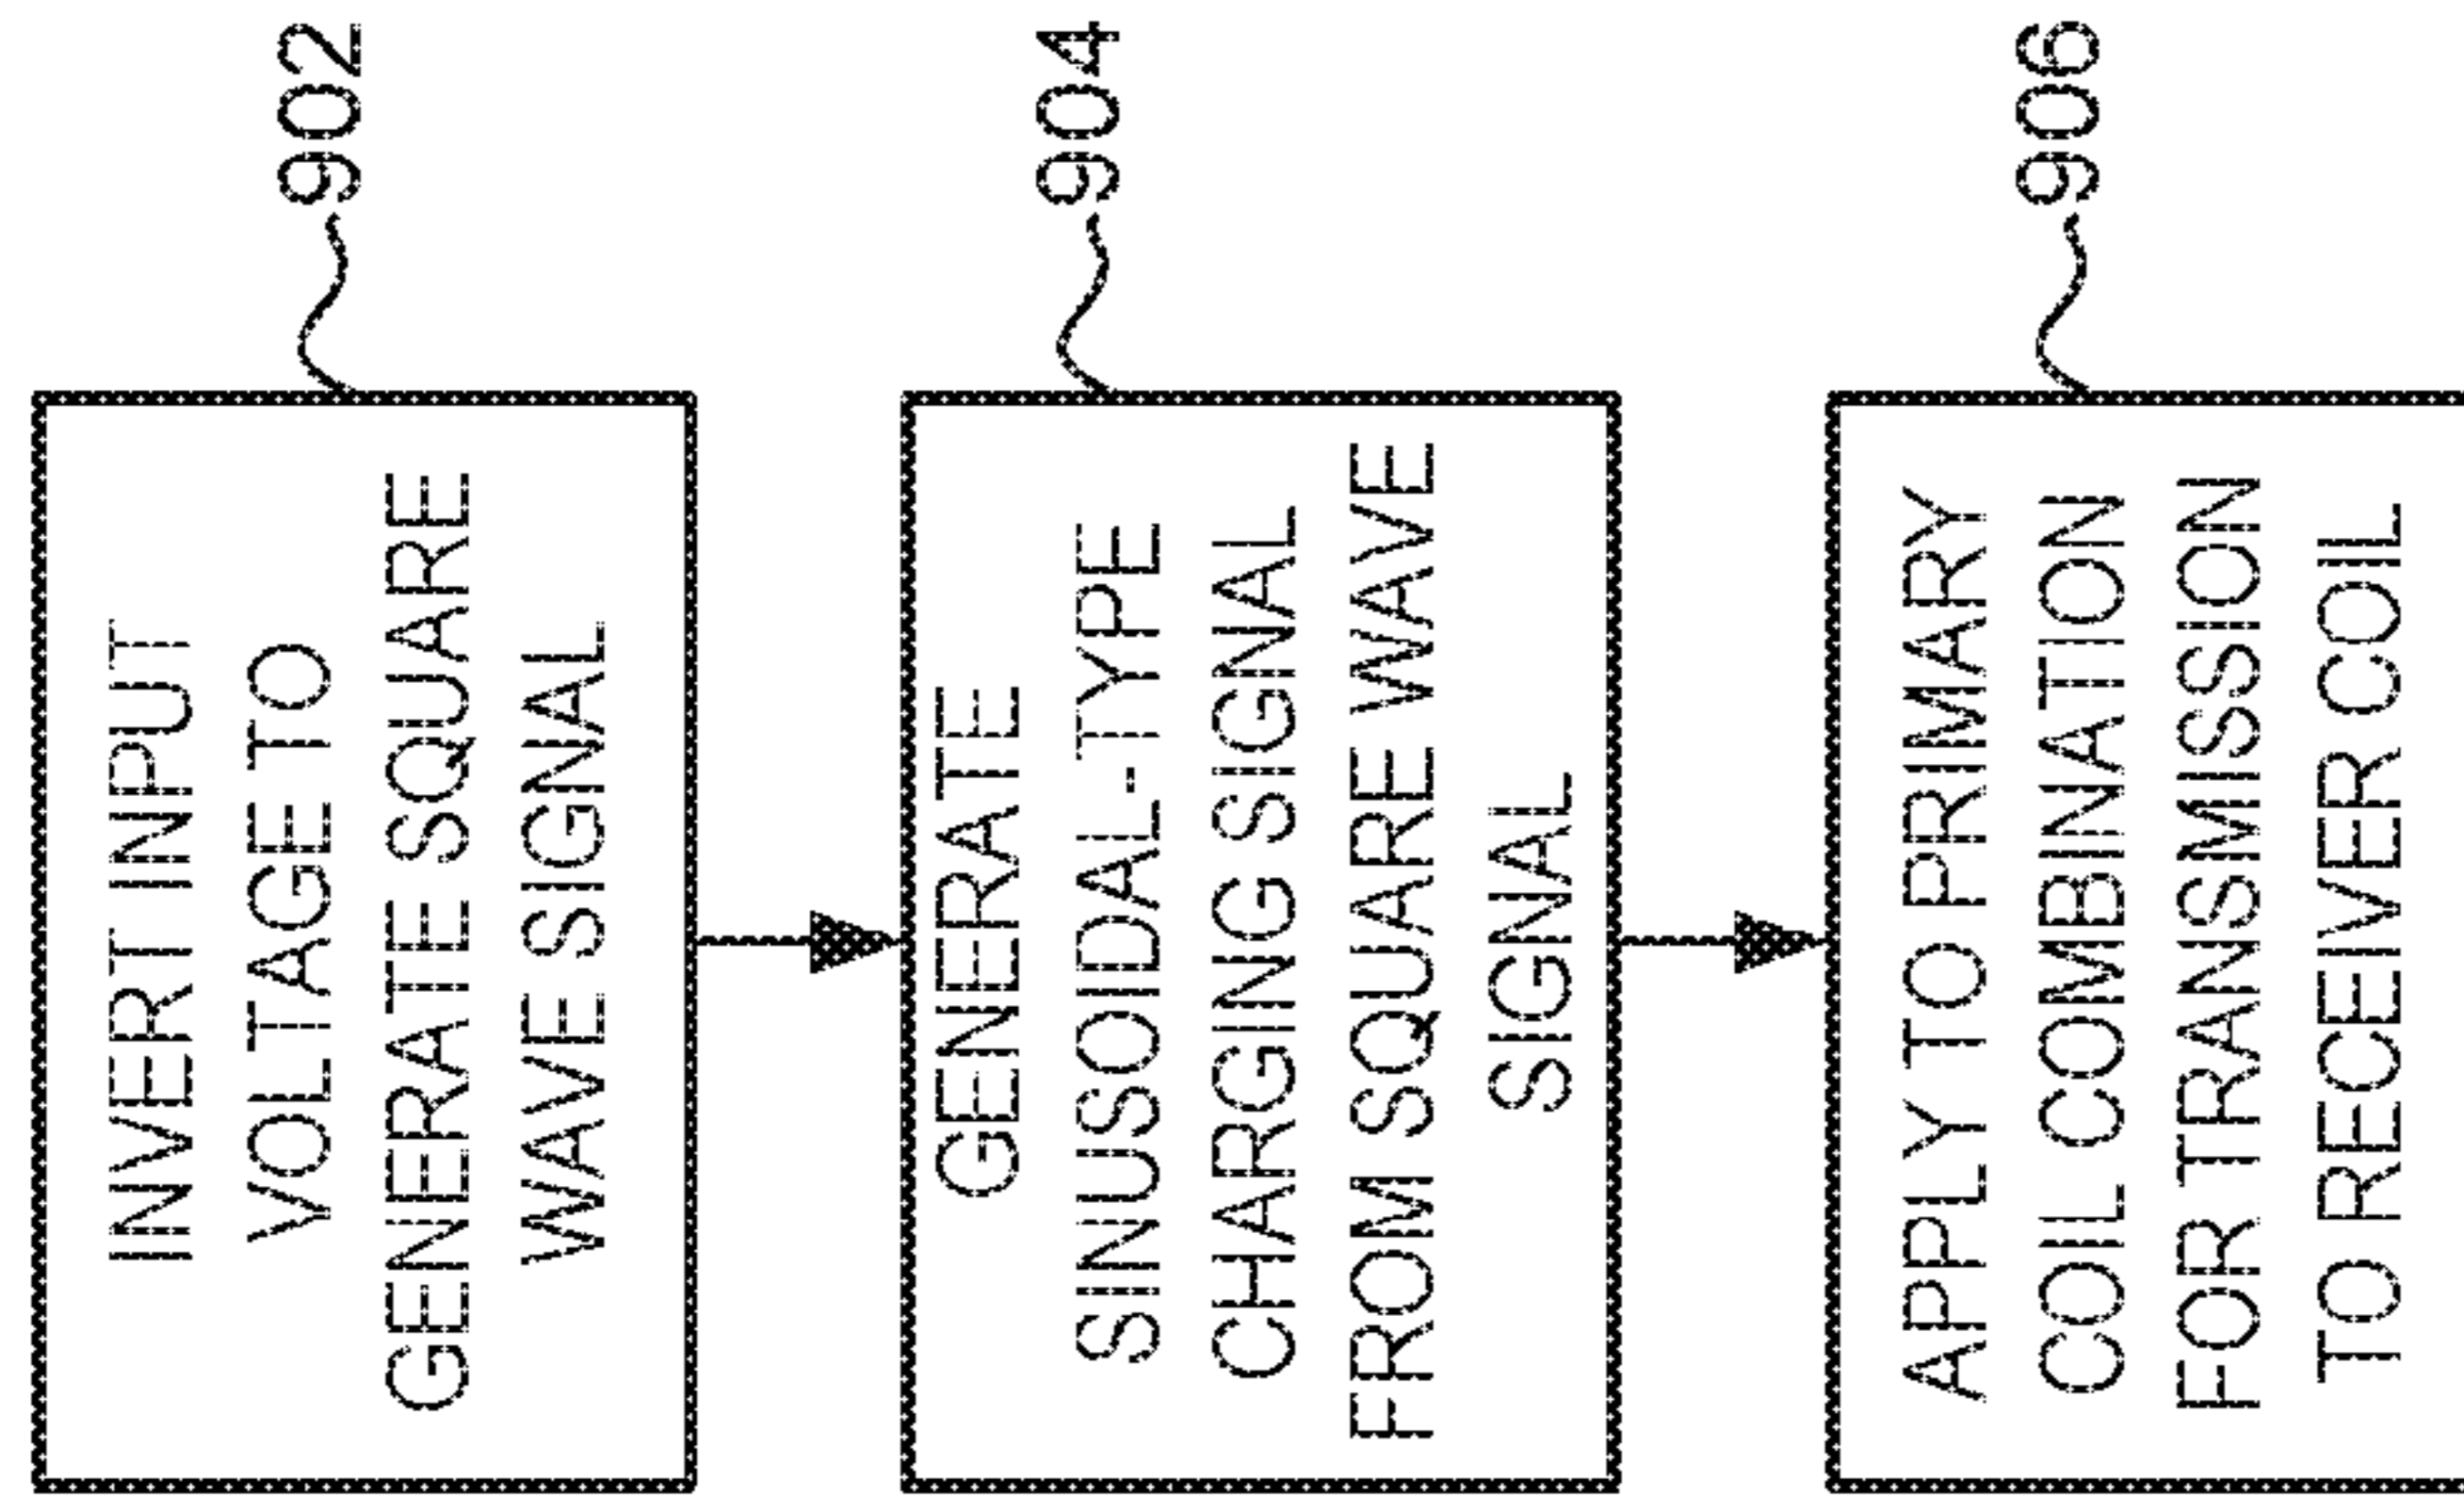 INVERT INPUT
VOLTAGE TO
GENERATE SQUARE
WAVE SIGNAL
902
GENERATE
SINUSOIDAL-TYPE
CHARGING SIGNAL
FROM SQUARE WAVE
SIGNAL
904
APPLY TO PRIMARY
COIL COMBINATION
FOR TRANSMISSION
TO RECEIVER COIL
906